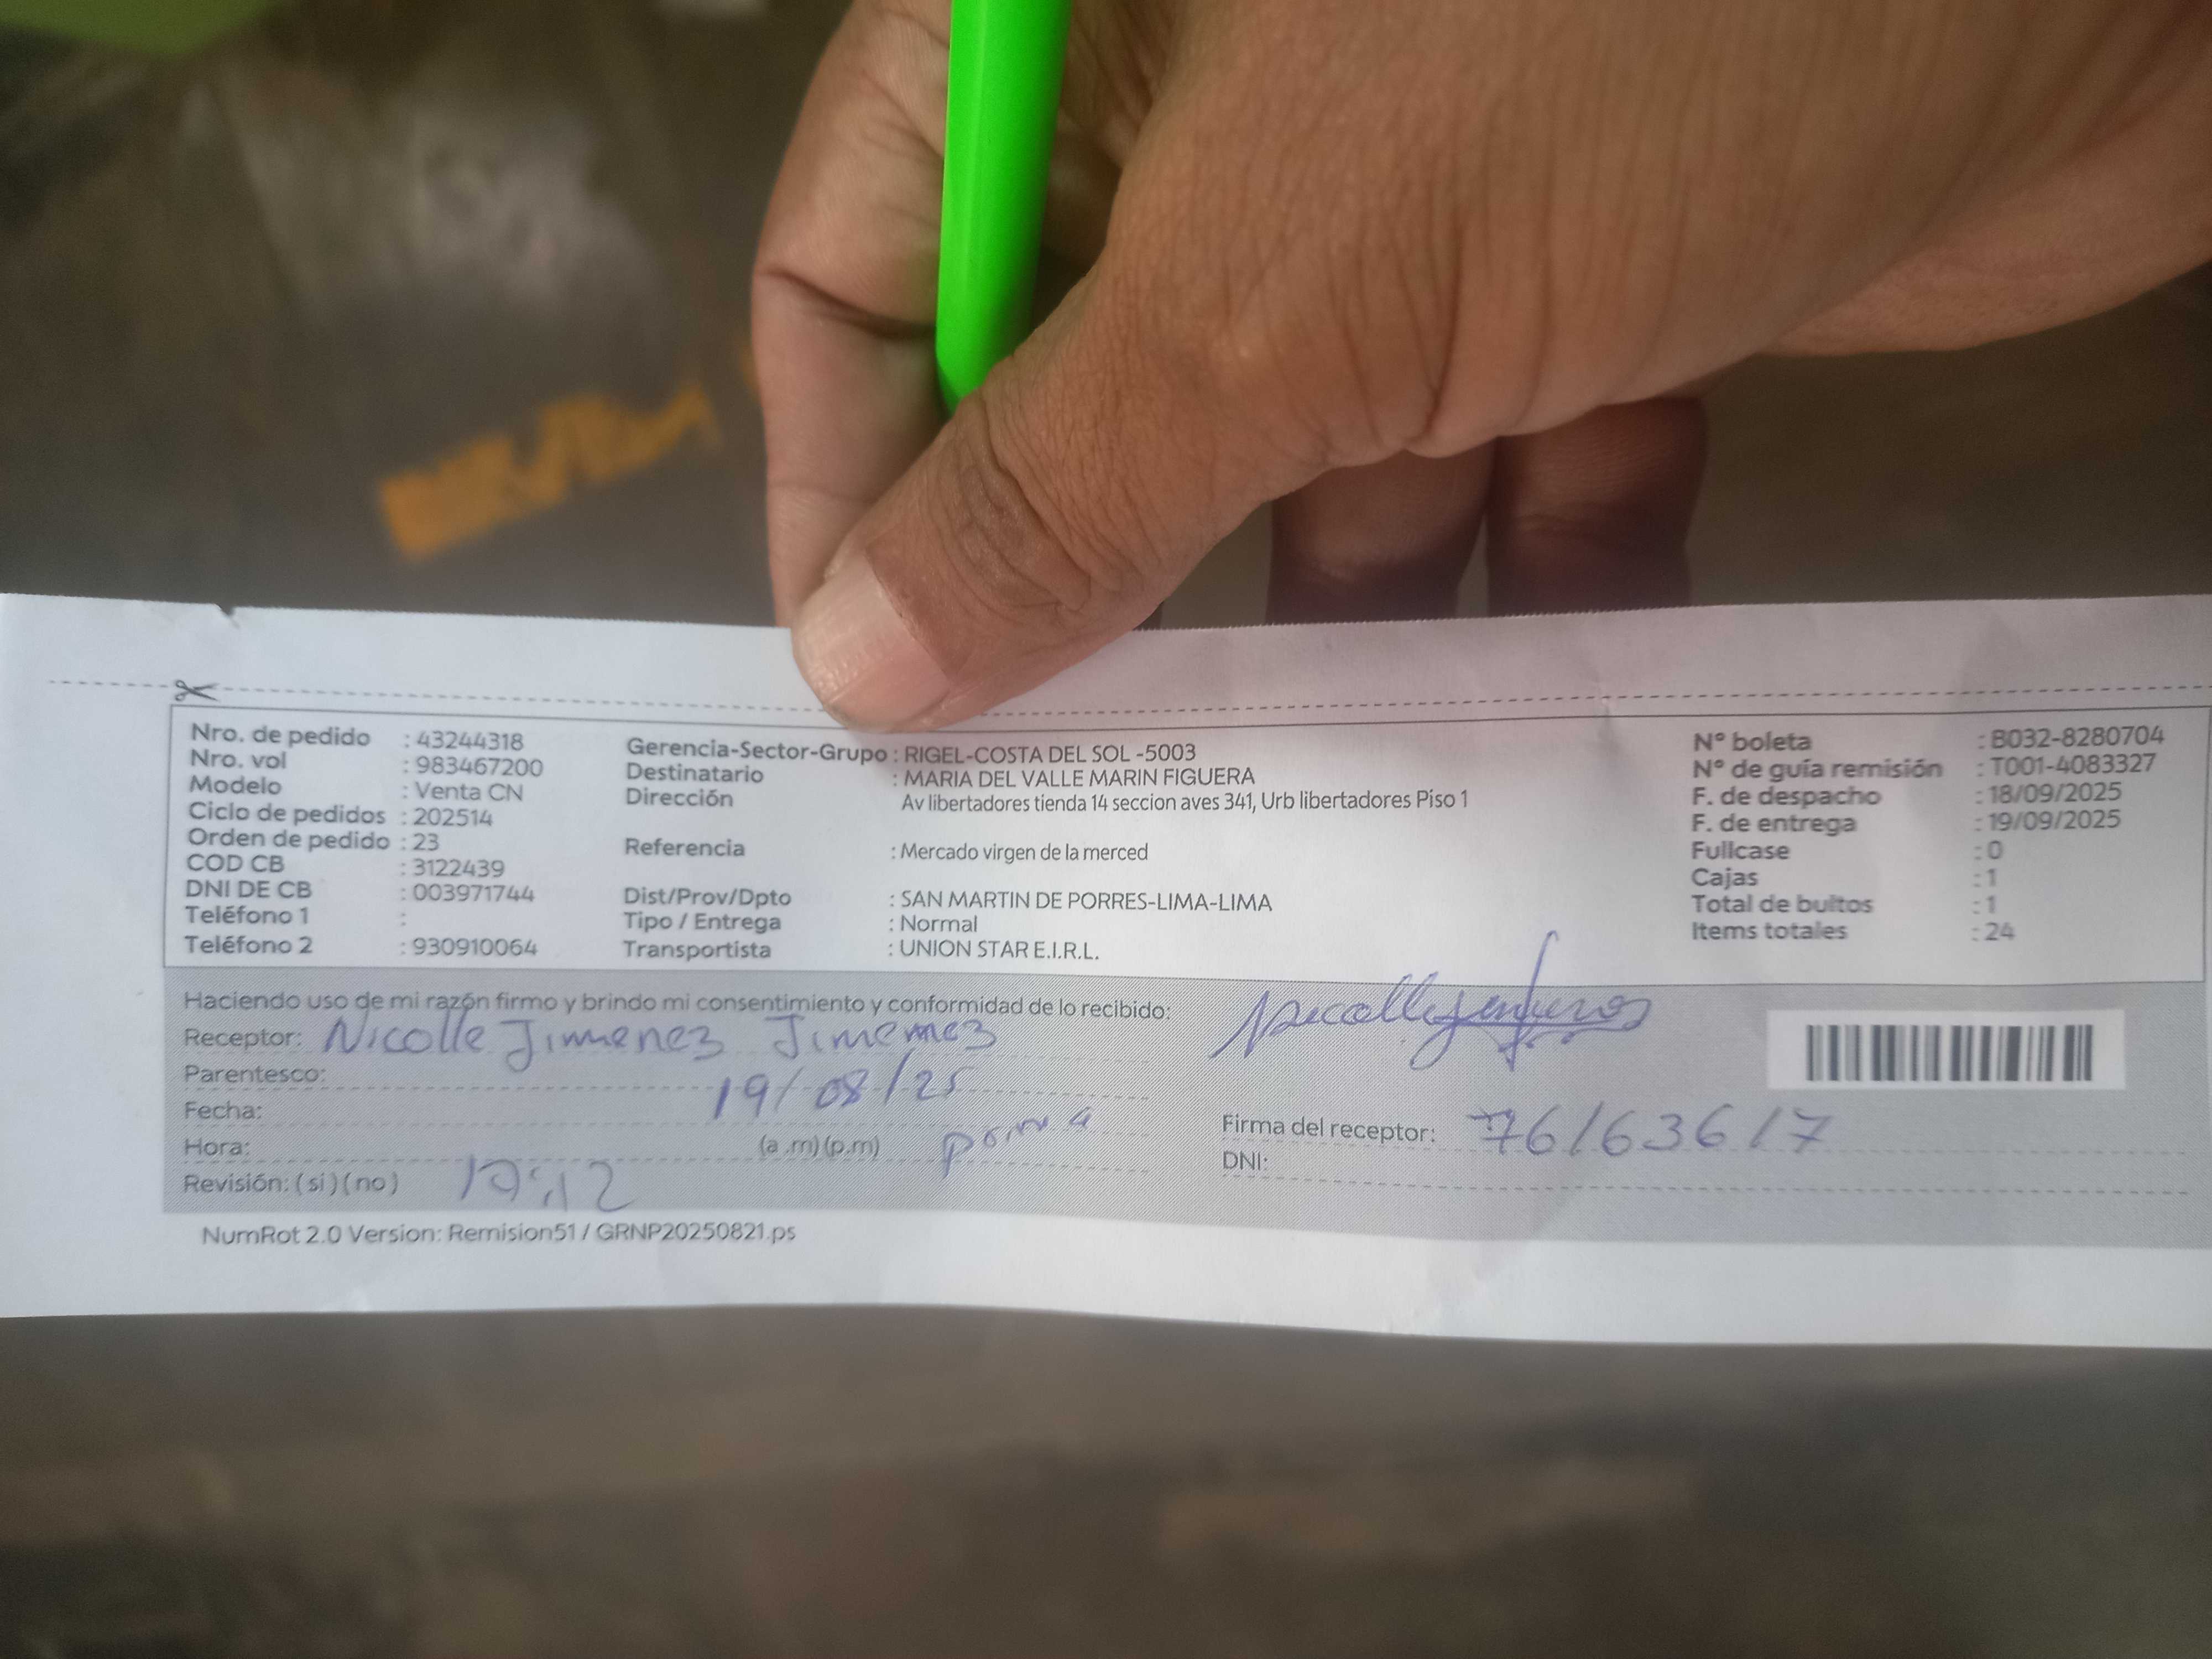 Nro. de pedido : 43244318
Nro. vol : 983467200
Modelo : Venta CN
Ciclo de pedidos : 202514
Orden de pedido : 23
COD CB : 3122439
DNI DE CB : 003971744
Teléfono 1 :
Teléfono 2 : 930910064
Gerencia-Sector-Grupo : RIGEL-COSTA DEL SOL -5003
Destinatario : MARIA DEL VALLE MARIN FIGUERA
Dirección Av libertadores tienda 14 seccion aves 341, Urb libertadores Piso 1
Referencia : Mercado virgen de la merced
Dist/Prov/Dpto : SAN MARTIN DE PORRES-LIMA-LIMA
Tipo / Entrega : Normal
Transportista : UNION STAR E.I.R.L.
N° boleta : B032-8280704
N° de guía remisión : T001-4083327
F. de despacho : 18/09/2025
F. de entrega : 19/09/2025
Fullcase : 0
Cajas : 1
Total de bultos : 1
Items totales : 24
Haciendo uso de mi razón firmo y brindo mi consentimiento y conformidad de lo recibido:
Receptor: Nicolle Jimenez Jimenez
Parentesco:
Fecha: 19/08/25
Hora: (a .m) (p.m)
Revisión: ( si ) ( no )
Firma del receptor: 76163617
DNI:
NumRot 2.0 Version: Remision51 / GRNP20250821.ps